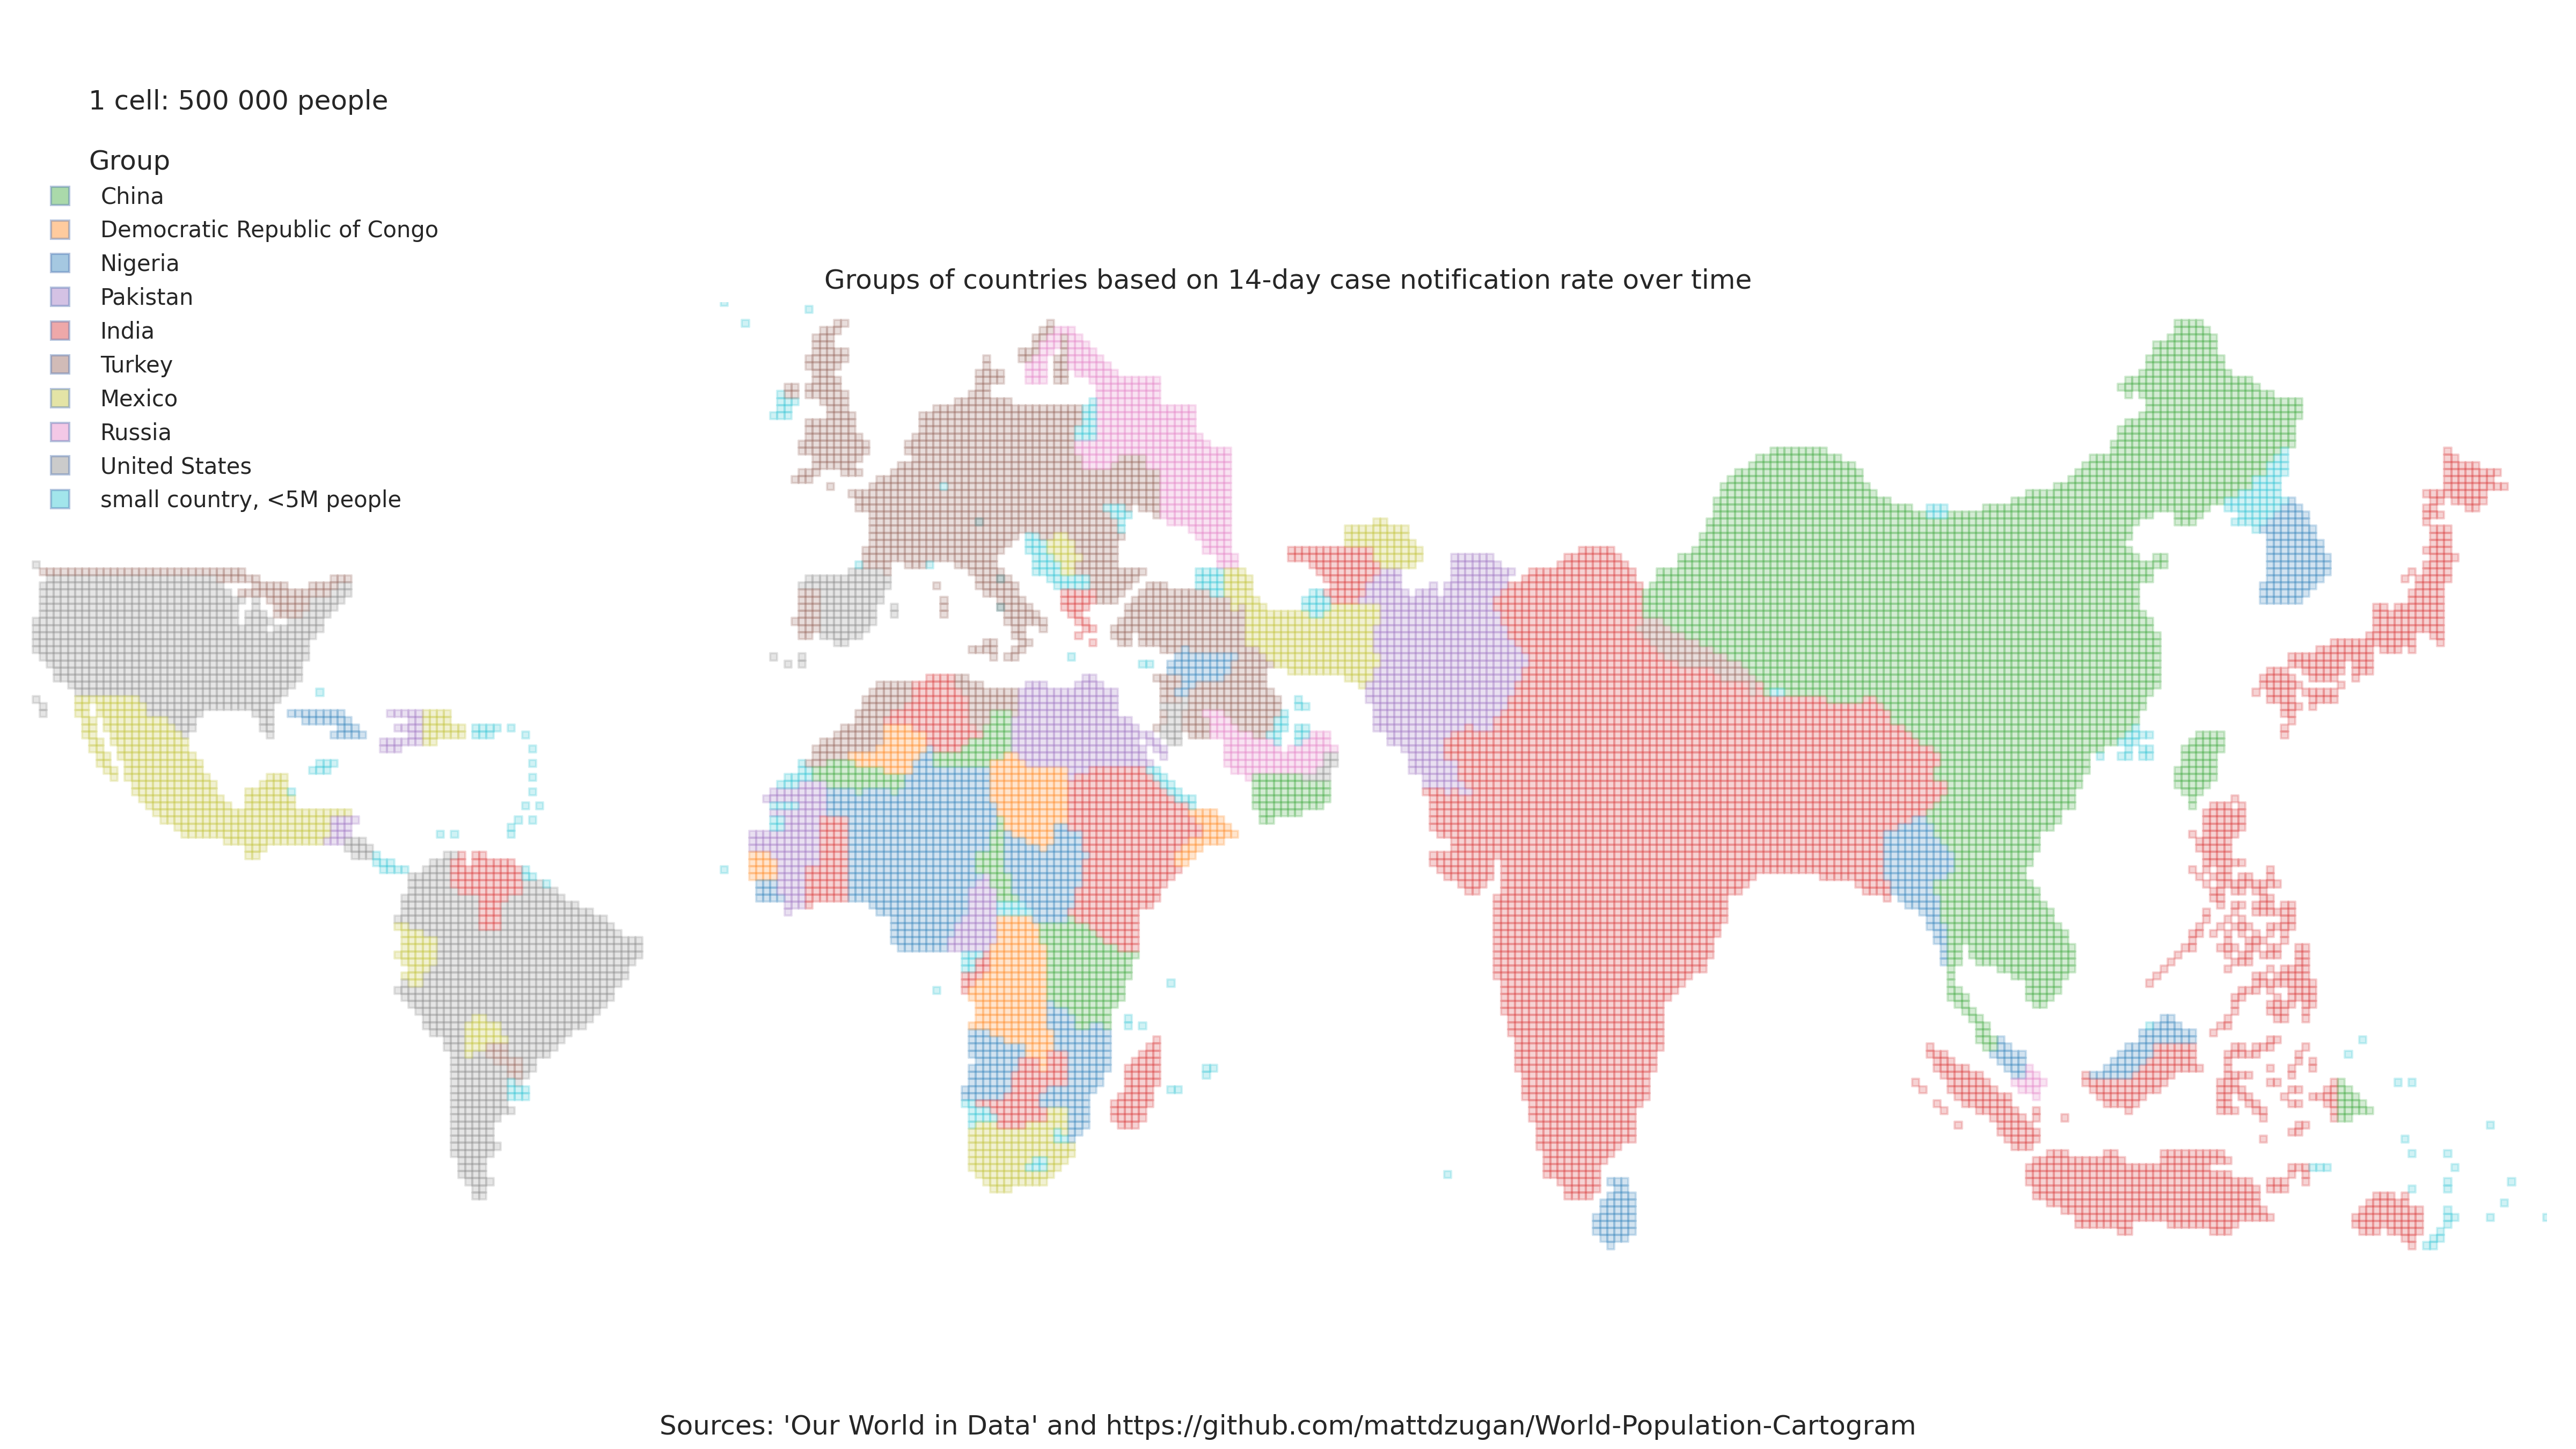 1 cell: 500 000 people
Group
China
Democratic Republic of Congo
Nigeria
Pakistan
India
Turkey
Mexico
Russia
United States
small country, <5M people
Groups of countries based on 14-day case notification rate over time
Sources: 'Our World in Data' and https://github.com/mattdzugan/World-Population-Cartogram